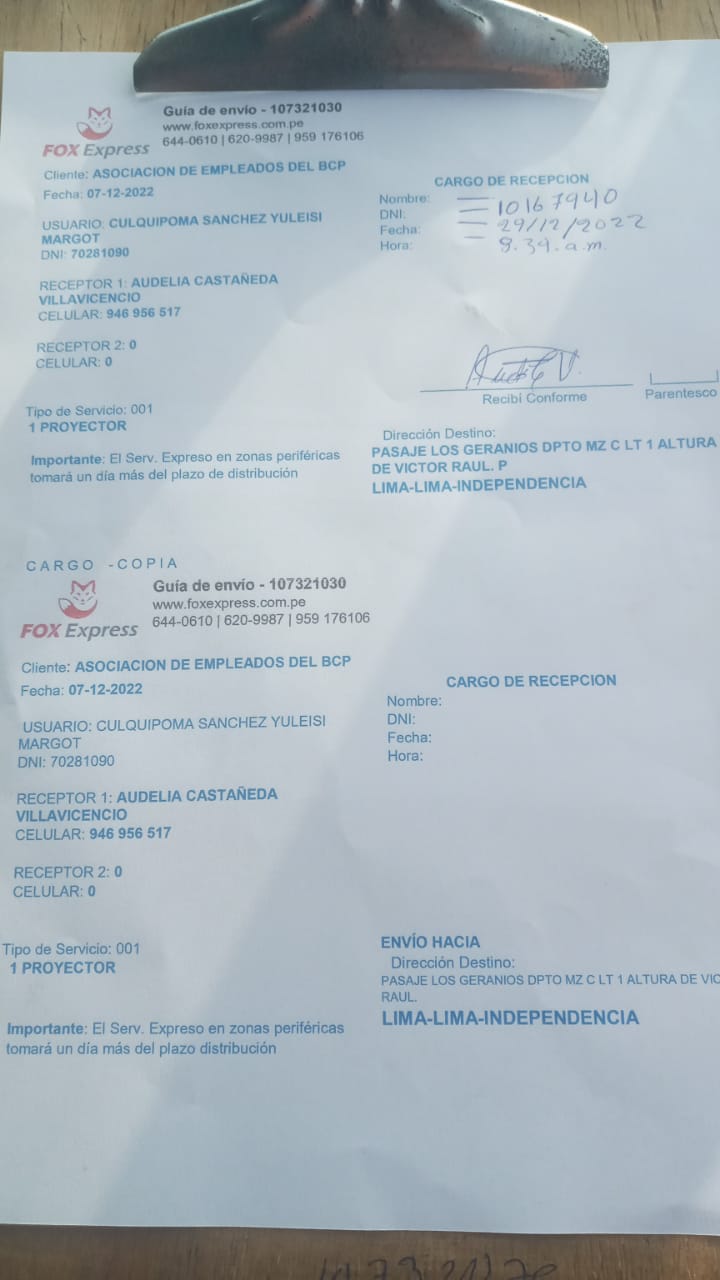 FOX Express
Guía de envío - 107321030
www.foxexpress.com.pe
644-0610 | 620-9987 | 959 176106
Cliente: ASOCIACION DE EMPLEADOS DEL BCP
Fecha: 07-12-2022
USUARIO: CULQUIPOMA SANCHEZ YULEISI
MARGOT
DNI: 70281090
RECEPTOR 1: AUDELIA CASTAÑEDA
VILLAVICENCIO
CELULAR: 946 956 517
RECEPTOR 2: 0
CELULAR: 0
Tipo de Servicio: 001
1 PROYECTOR
Importante: El Serv. Expreso en zonas periféricas
tomará un día más del plazo de distribución
CARGO DE RECEPCION
Nombre:
DNI: 10167940
Fecha: 29/12/2022
Hora: 8.39. a.m.
Recibí Conforme
Parentesco
Dirección Destino:
PASAJE LOS GERANIOS DPTO MZ C LT 1 ALTURA
DE VICTOR RAUL. P
LIMA-LIMA-INDEPENDENCIA
CARGO -COPIA
FOX Express
Guía de envío - 107321030
www.foxexpress.com.pe
644-0610 | 620-9987 | 959 176106
Cliente: ASOCIACION DE EMPLEADOS DEL BCP
Fecha: 07-12-2022
USUARIO: CULQUIPOMA SANCHEZ YULEISI
MARGOT
DNI: 70281090
RECEPTOR 1: AUDELIA CASTAÑEDA
VILLAVICENCIO
CELULAR: 946 956 517
RECEPTOR 2: 0
CELULAR: 0
Tipo de Servicio: 001
1 PROYECTOR
Importante: El Serv. Expreso en zonas periféricas
tomará un día más del plazo distribución
CARGO DE RECEPCION
Nombre:
DNI:
Fecha:
Hora:
ENVÍO HACIA
Dirección Destino:
PASAJE LOS GERANIOS DPTO MZ C LT 1 ALTURA DE VIC
RAUL.
LIMA-LIMA-INDEPENDENCIA